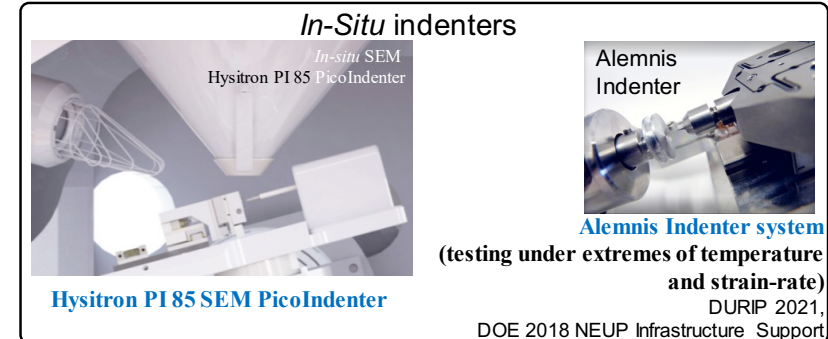 In-Situ indenters
In-situ SEM
Hysitron PI 85 PicoIndenter
Hysitron PI 85 SEM PicoIndenter
Alemnis
Indenter
Alemnis Indenter system
(testing under extremes of temperature
and strain-rate)
DURIP 2021,
DOE 2018 NEUP Infrastructure Support